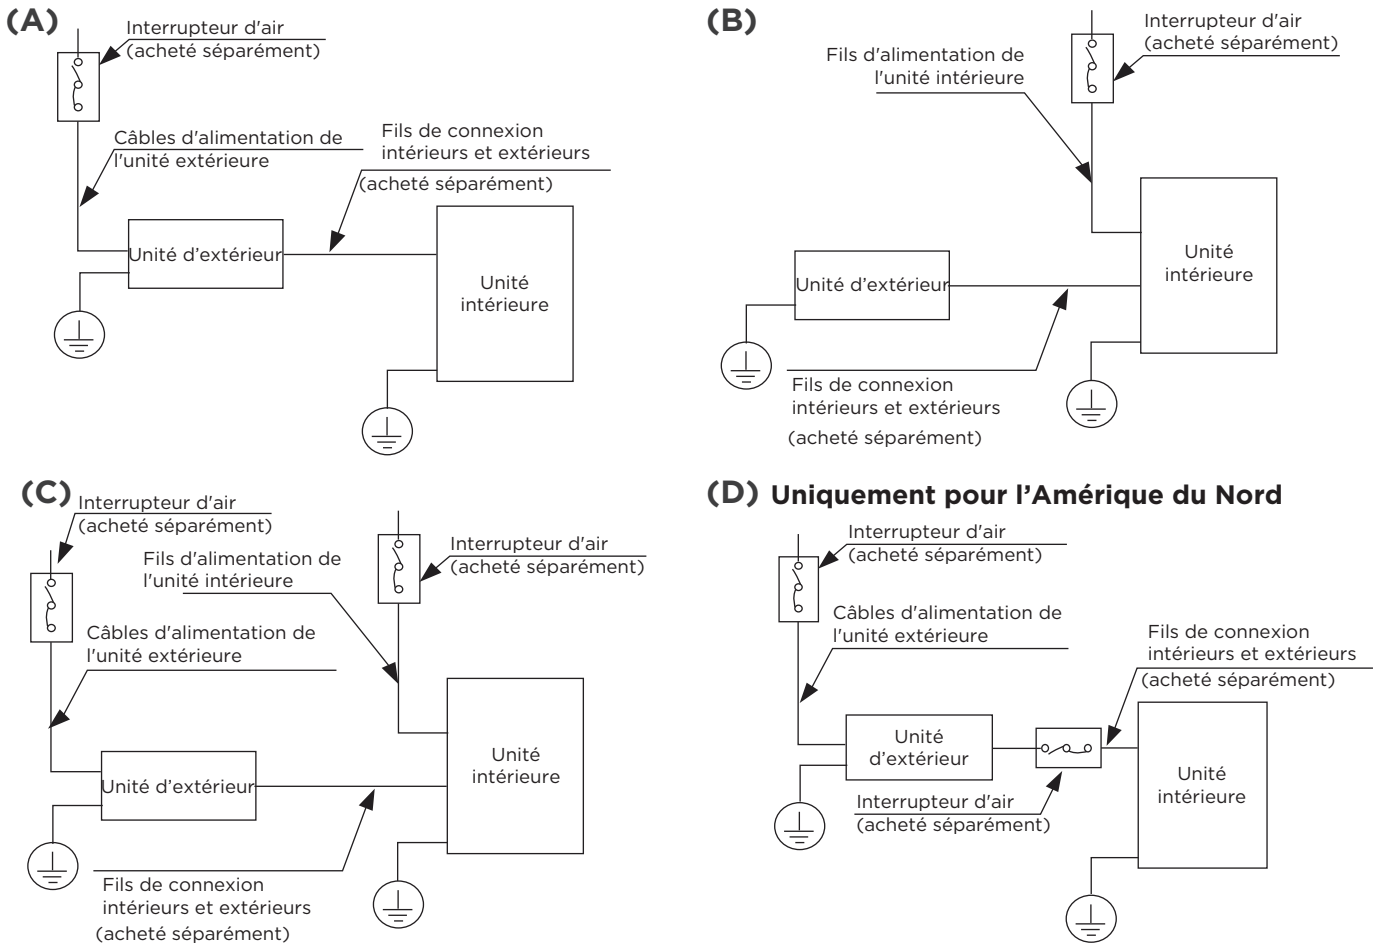 (A)
Interrupteur d'air
(acheté séparément)
Câbles d'alimentation de
l'unité extérieure
Fils de connexion
intérieurs et extérieurs
(acheté séparément)
Unité d'extérieur
Unité
intérieure
(B)
Interrupteur d'air
(acheté séparément)
Fils d'alimentation de
l'unité intérieure
Unité
intérieure
Unité d'extérieur
Fils de connexion
intérieurs et extérieurs
(acheté séparément)
(C)
Interrupteur d'air
(acheté séparément)
Interrupteur d'air
(acheté séparément)
Fils d'alimentation de
l'unité intérieure
Câbles d'alimentation de
l'unité extérieure
Unité
intérieure
Unité d'extérieur
Fils de connexion
intérieurs et extérieurs
(acheté séparément)
(D) Uniquement pour l'Amérique du Nord
Interrupteur d'air
(acheté séparément)
Câbles d'alimentation de
l'unité extérieure
Fils de connexion
intérieurs et extérieurs
(acheté séparément)
Unité
d'extérieur
Unité
intérieure
Interrupteur d'air
(acheté séparément)